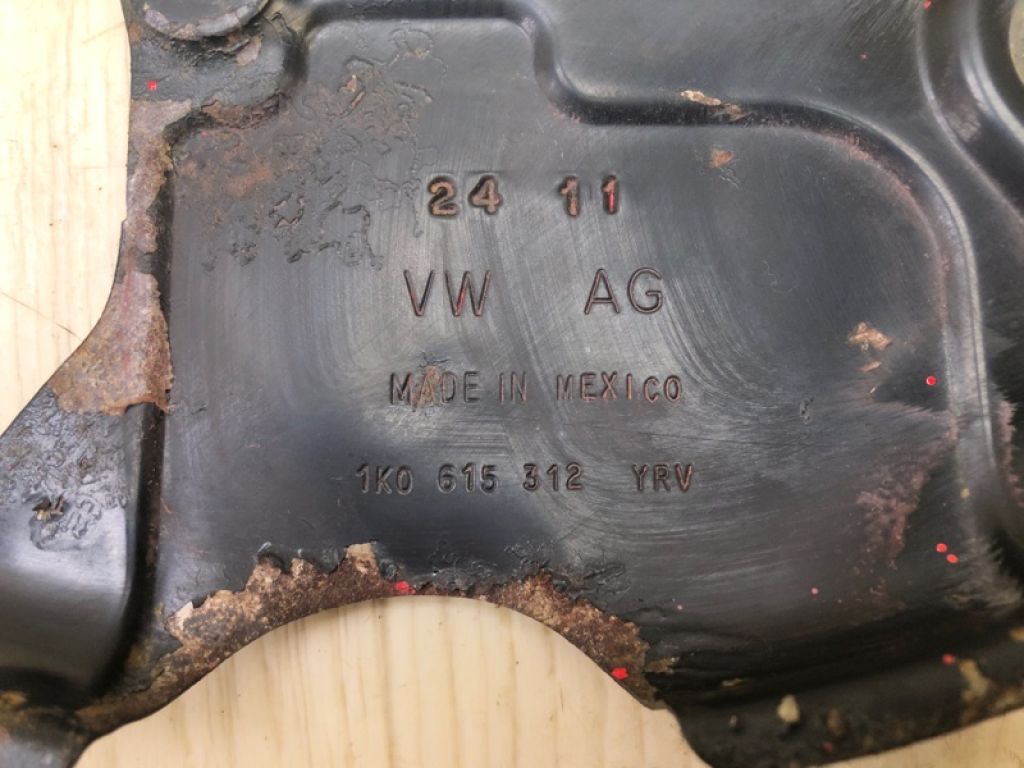 24 11
VW AG
MADE IN MEXICO
1K0 615 312 YRV